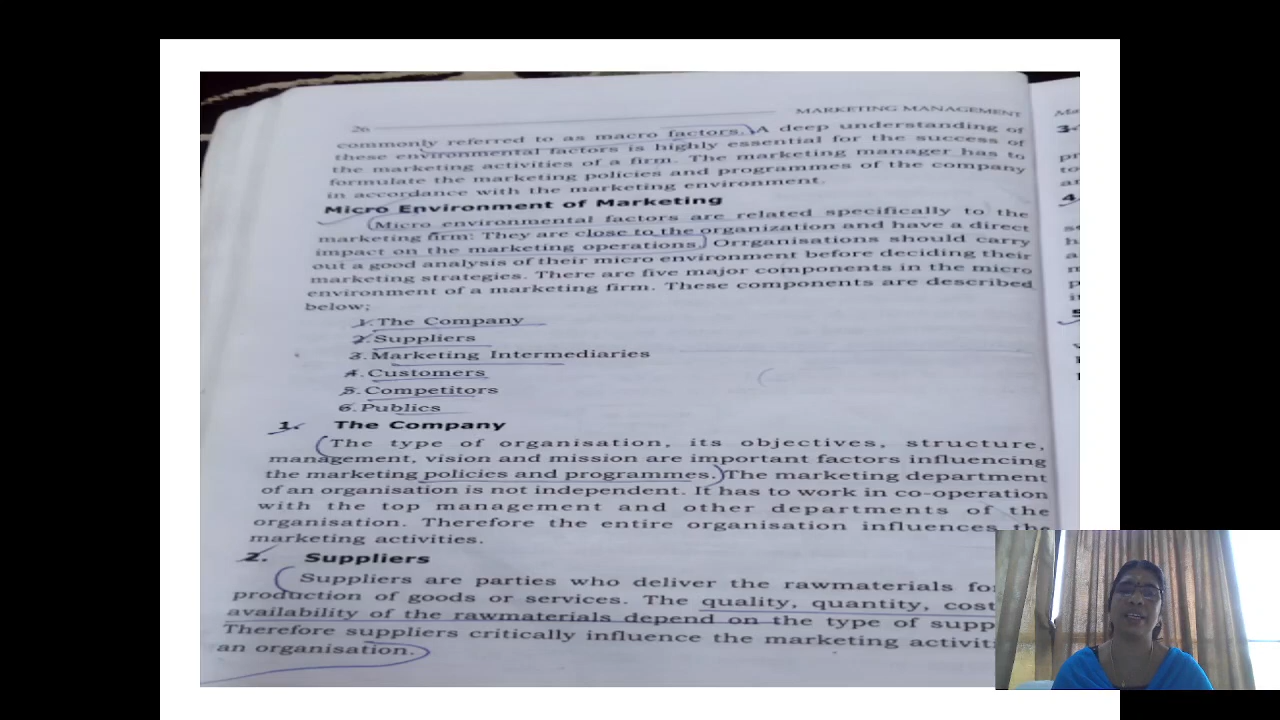 26 MARKETING MANAGEMENT
commonly referred to as macro factors. A deep understanding of
these environmental factors is highly essential for the success of
the marketing activities of a firm. The marketing manager has to
formulate the marketing policies and programmes of the company
in accordance with the marketing environment.
Micro Environment of Marketing
Micro environmental factors are related specifically to the
marketing firm: They are close to the organization and have a direct
impact on the marketing operations. Orrganisations should carry
out a good analysis of their micro environment before deciding their
marketing strategies. There are five major components in the micro
environment of a marketing firm. These components are described
below;
1. The Company
2. Suppliers
3. Marketing Intermediaries
4. Customers
5. Competitors
6. Publics
1. The Company
The type of organisation, its objectives, structure,
management, vision and mission are important factors influencing
the marketing policies and programmes. The marketing department
of an organisation is not independent. It has to work in co-operation
with the top management and other departments of the
organisation. Therefore the entire organisation influences the
marketing activities.
2. Suppliers
Suppliers are parties who deliver the rawmaterials for
production of goods or services. The quality, quantity, cost
availability of the rawmaterials depend on the type of supp
Therefore suppliers critically influence the marketing activiti
an organisation.
3.
4.